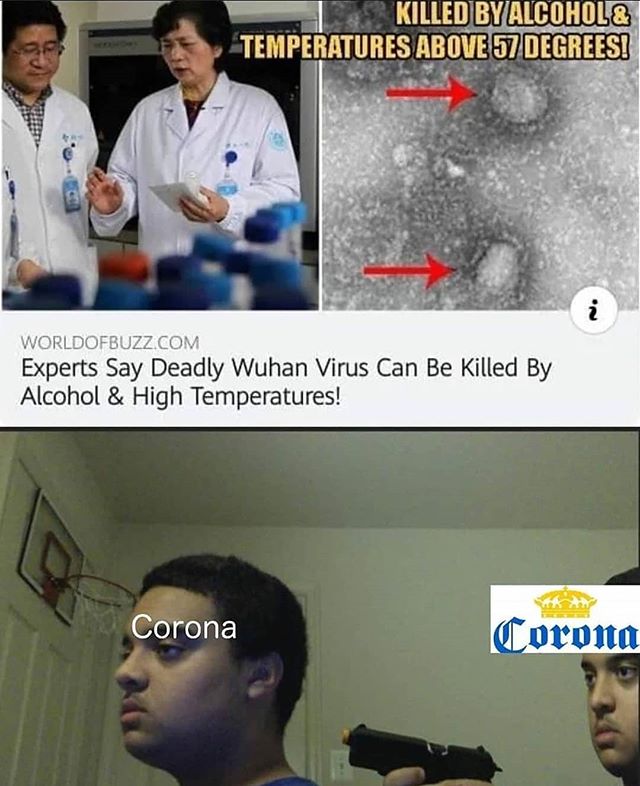 KILLED BY ALCOHOL &
TEMPERATURES ABOVE 57 DEGREES!
i
WORLDOFBUZZ.COM
Experts Say Deadly Wuhan Virus Can Be Killed By
Alcohol & High Temperatures!
Corona
Corona